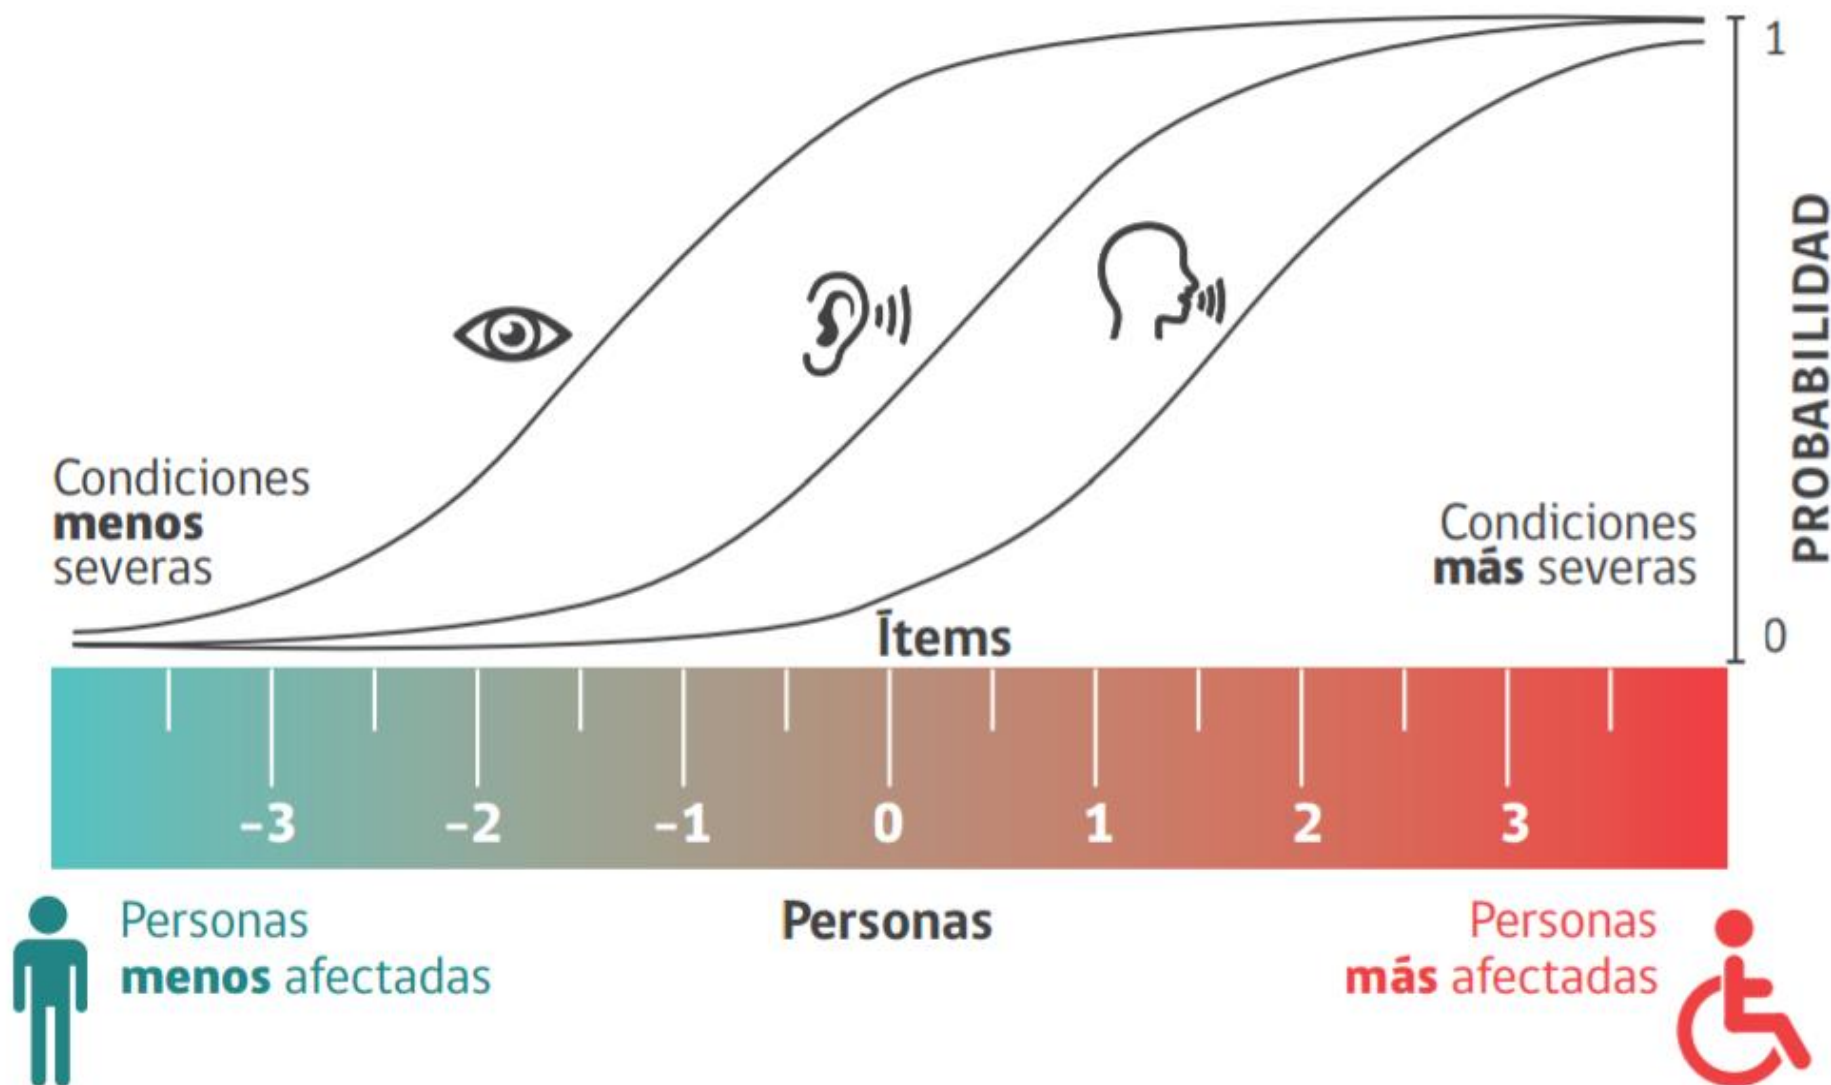 1
PROBABILIDAD
Condiciones
menos
severas
Condiciones
más severas
0
Ītems
–3 –2 –1 0 1 2 3
Personas
menos afectadas
Personas
Personas
más afectadas